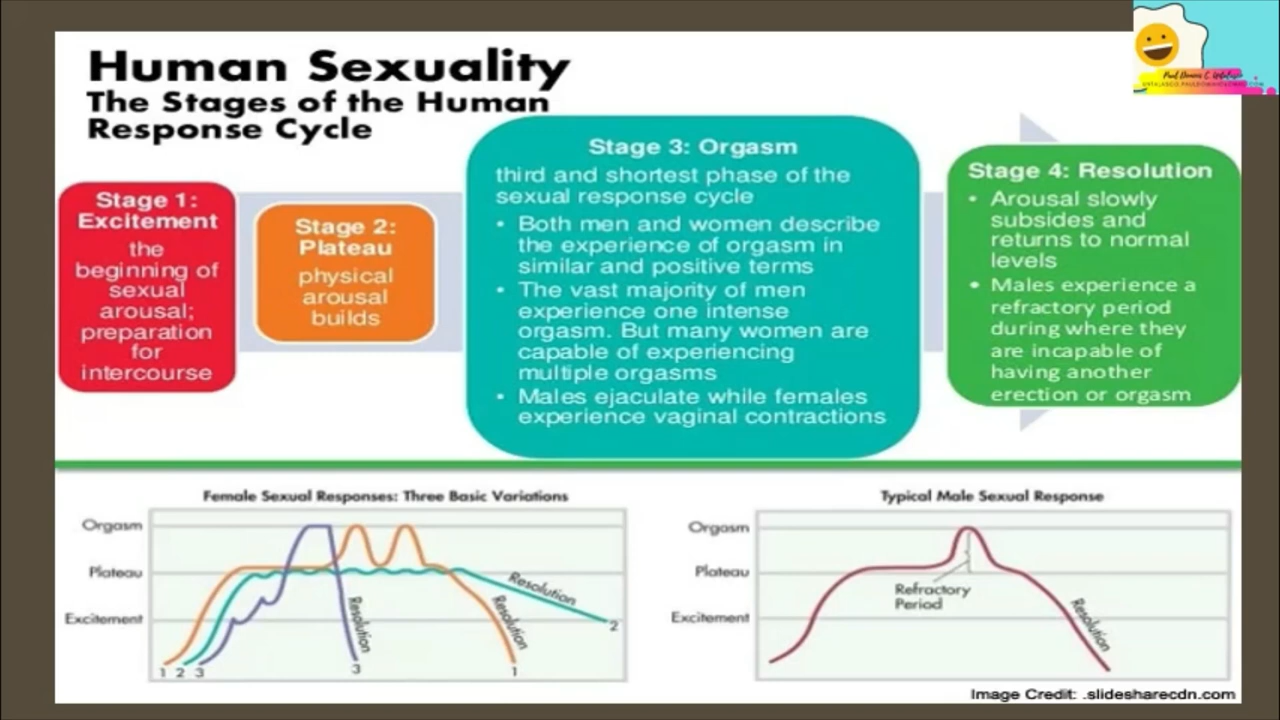 Human Sexuality
The Stages of the Human
Response Cycle
Stage 1:
Excitement
the
beginning of
sexual
arousal;
preparation
for
intercourse
Stage 2:
Plateau
physical
arousal
builds
Stage 3: Orgasm
third and shortest phase of the
sexual response cycle
• Both men and women describe
the experience of orgasm in
similar and positive terms
• The vast majority of men
experience one intense
orgasm. But many women are
capable of experiencing
multiple orgasms
• Males ejaculate while females
experience vaginal contractions
Stage 4: Resolution
• Arousal slowly
subsides and
returns to normal
levels
• Males experience a
refractory period
during where they
are incapable of
having another
erection or orgasm
Female Sexual Responses: Three Basic Variations
Orgasm
Plateau
Excitement
Resolution
Resolution
Resolution
1 2 3
3
1
2
Typical Male Sexual Response
Orgasm
Plateau
Excitement
Refractory
Period
Resolution
Image Credit: .slidesharecdn.com